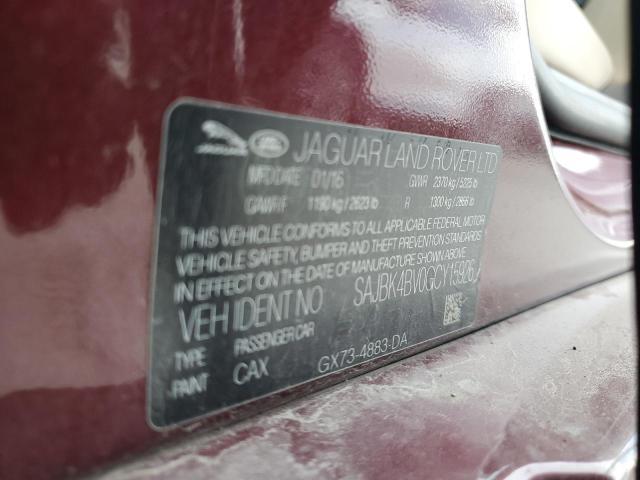 JAGUAR LAND ROVER LTD
MFD DATE 01/16 GVWR 2370 kg / 5225 lb
GAWR/F 1190 kg / 2623 lb R 1300 kg / 2866 lb
THIS VEHICLE CONFORMS TO ALL APPLICABLE FEDERAL MOTOR
VEHICLE SAFETY, BUMPER AND THEFT PREVENTION STANDARDS
IN EFFECT ON THE DATE OF MANUFACTURE SHOWN ABOVE
VEH IDENT NO SAJBK4BV0GCY15926
TYPE PASSENGER CAR
PAINT CAX GX73-4883-DA